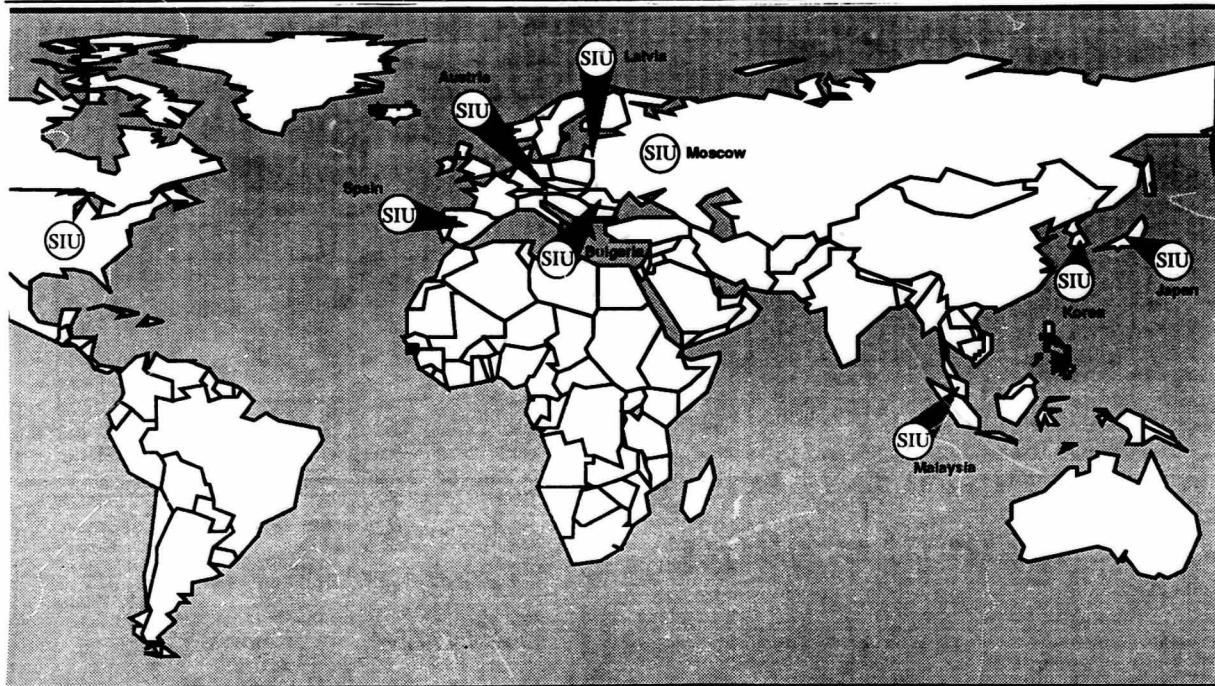 SIU Latvia
Austria
SIU
SIU Moscow
Spain
SIU
SIU
SIU Bulgaria
SIU
Japan
SIU
Korea
SIU
Malaysia